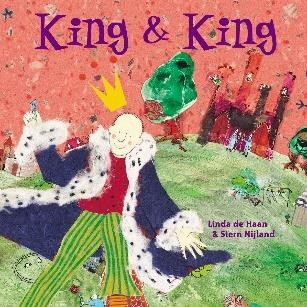 King & King
Linda de Haan
& Stern Nijland